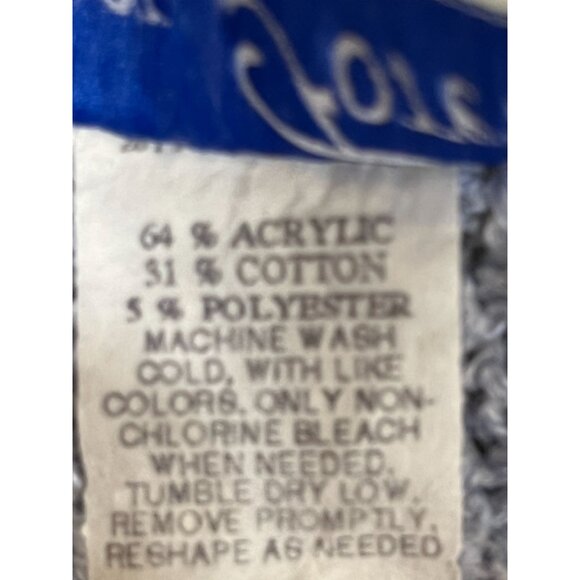 64 % ACRYLIC
31 % COTTON
5 % POLYESTER
MACHINE WASH
COLD, WITH LIKE
COLORS. ONLY NON-
CHLORINE BLEACH
WHEN NEEDED.
TUMBLE DRY LOW.
REMOVE PROMPTLY.
RESHAPE AS NEEDED